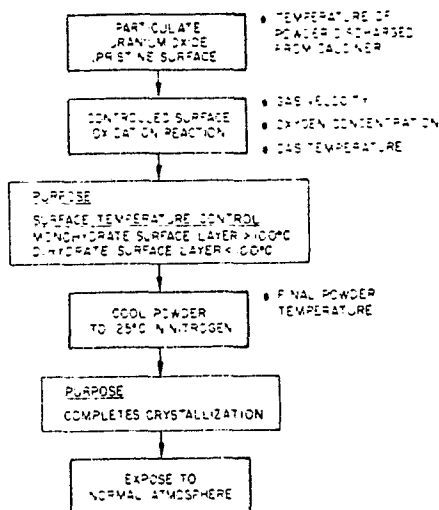 PARTICULATE
URANIUM OXIDE
(PRISTINE SURFACE
• TEMPERATURE OF
POWDER DISCHARGED
FROM CALCINER
CONTROLLED SURFACE
OXIDATION REACTION
• GAS VELOCITY
• OXYGEN CONCENTRATION
• GAS TEMPERATURE
PURPOSE
SURFACE TEMPERATURE CONTROL
MONOHYDRATE SURFACE LAYER >100°C
DIHYDRATE SURFACE LAYER <100°C
COOL POWDER
TO 25°C IN NITROGEN
• FINAL POWDER
TEMPERATURE
PURPOSE
COMPLETES CRYSTALLIZATION
EXPOSE TO
NORMAL ATMOSPHERE